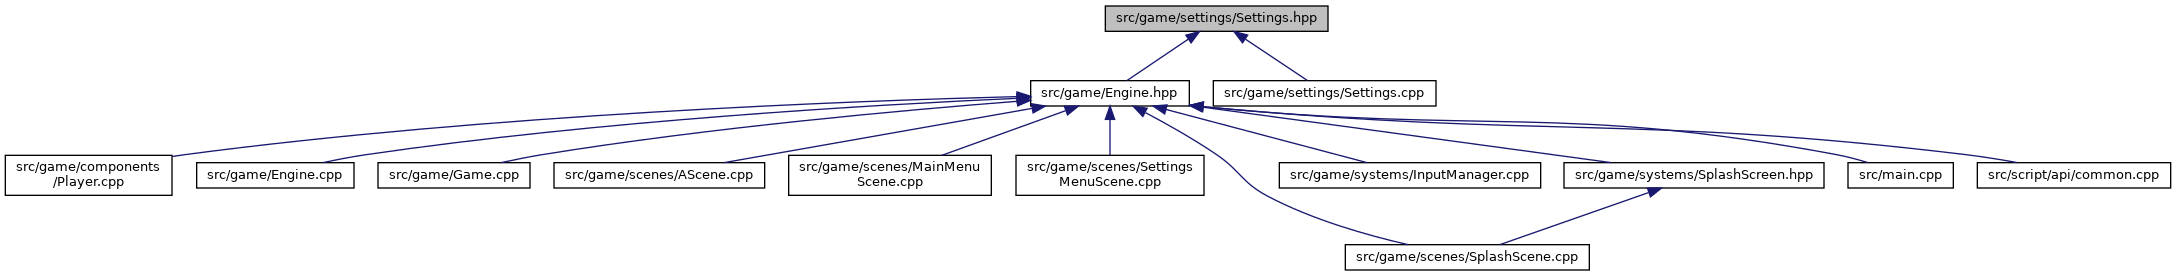 src/game/settings/Settings.hpp
src/game/Engine.hpp
src/game/settings/Settings.cpp
src/game/components
/Player.cpp
src/game/Engine.cpp
src/game/Game.cpp
src/game/scenes/AScene.cpp
src/game/scenes/MainMenu
Scene.cpp
src/game/scenes/Settings
MenuScene.cpp
src/game/systems/InputManager.cpp
src/game/systems/SplashScreen.hpp
src/main.cpp
src/script/api/common.cpp
src/game/scenes/SplashScene.cpp